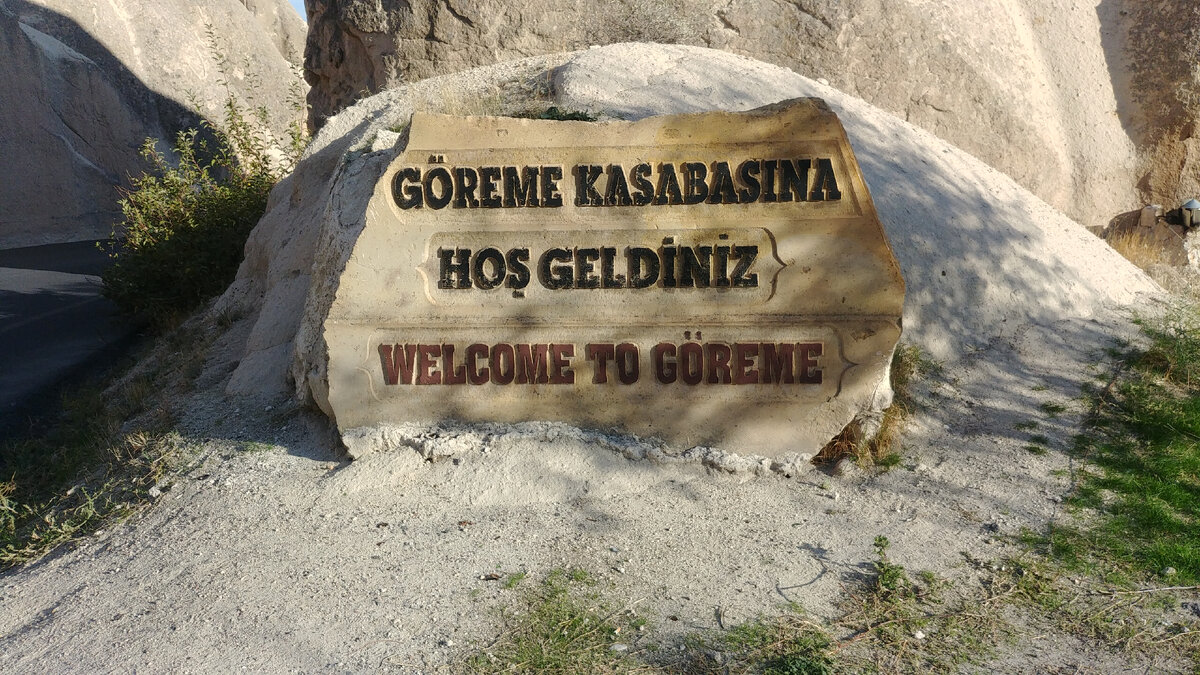 GÖREME KASABASINA
HOŞ GELDİNİZ
WELCOME TO GÖREME